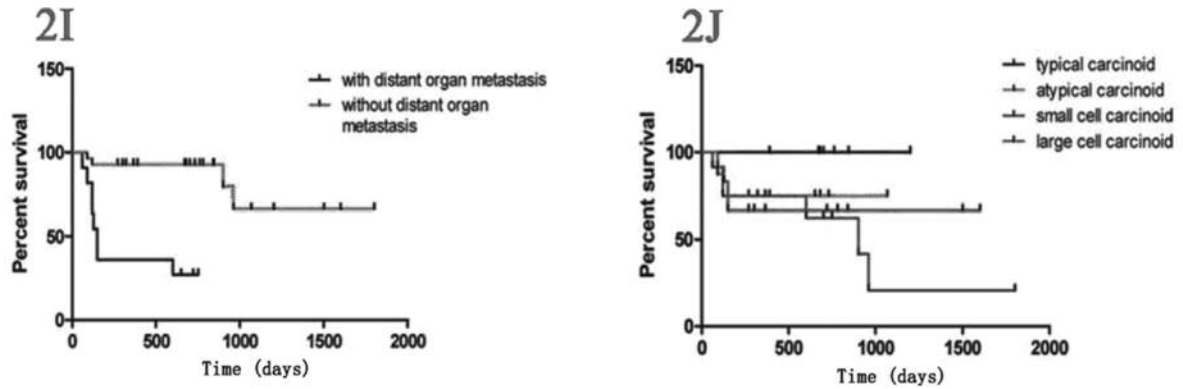 2I
150
100
50
0
0 500 1000 1500 2000
Percent survival
Time (days)
with distant organ metastasis
without distant organ
metastasis
2J
150
100
50
0
0 500 1000 1500 2000
Percent survival
Time (days)
typical carcinoid
atypical carcinoid
small cell carcinoid
large cell carcinoid